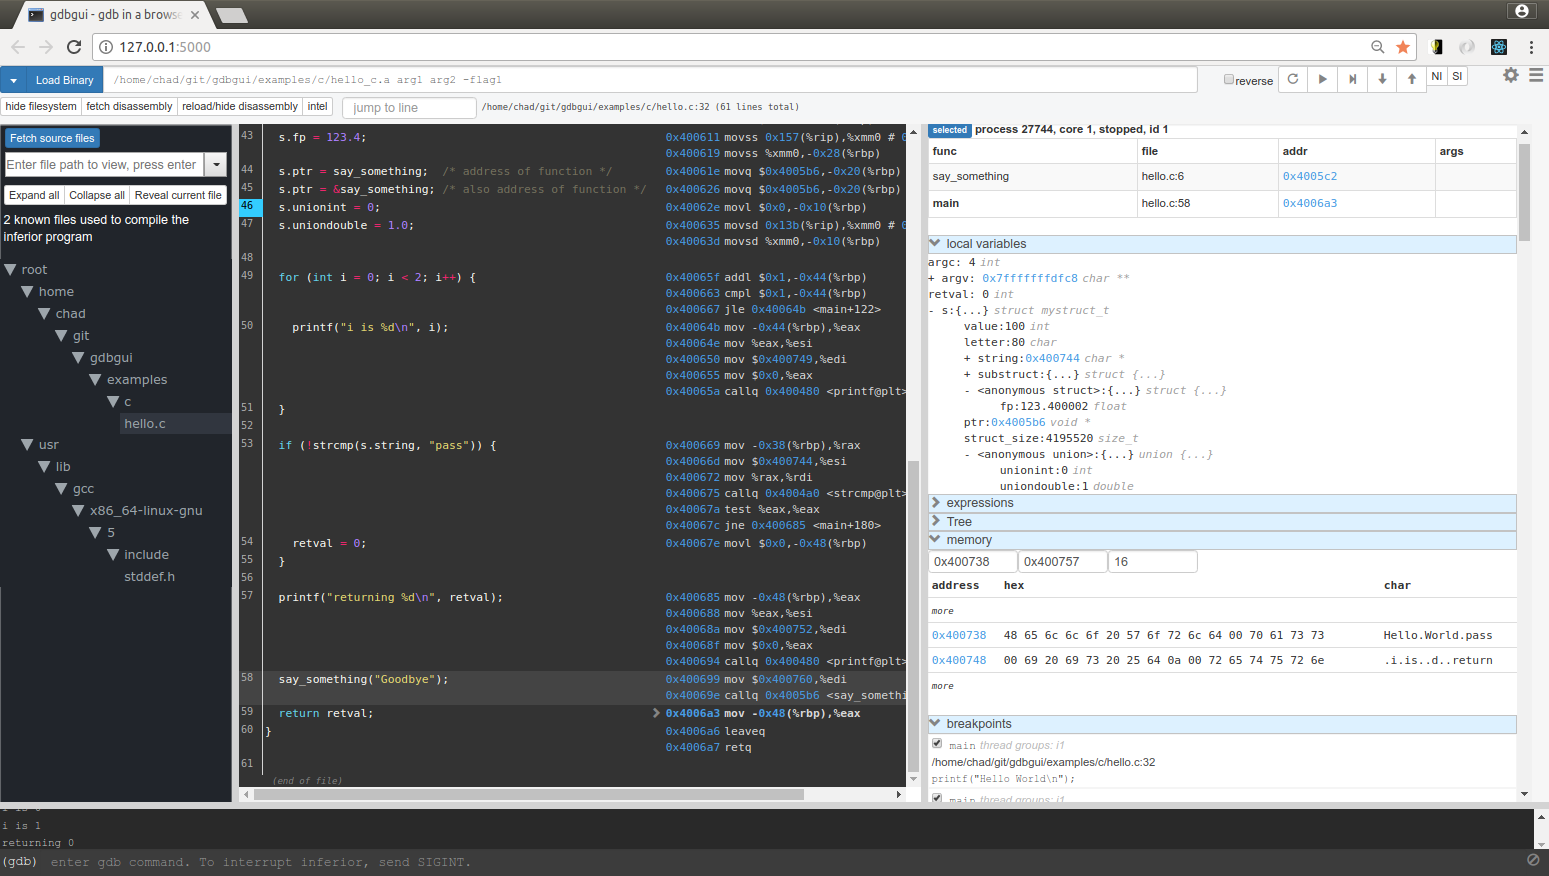 gdbgui - gdb in a browse
127.0.0.1:5000
Load Binary
/home/chad/git/gdbgui/examples/c/hello_c.a arg1 arg2 -flag1
reverse
NI
SI
hide filesystem
fetch disassembly
reload/hide disassembly
intel
jump to line
/home/chad/git/gdbgui/examples/c/hello.c:32 (61 lines total)
Fetch source files
Enter file path to view, press enter
Expand all
Collapse all
Reveal current file
2 known files used to compile the
inferior program
root
home
chad
git
gdbgui
examples
c
hello.c
usr
lib
gcc
x86_64-linux-gnu
5
include
stddef.h
43 s.fp = 123.4; 0x400611 movss 0x157(%rip),%xmm0 # 0
0x400619 movss %xmm0,-0x28(%rbp)
44 s.ptr = say_something; /* address of function */ 0x40061e movq $0x4005b6,-0x20(%rbp)
45 s.ptr = &say_something; /* also address of function */ 0x400626 movq $0x4005b6,-0x20(%rbp)
46 s.unionint = 0; 0x40062e movl $0x0,-0x10(%rbp)
47 s.uniondouble = 1.0; 0x400635 movsd 0x13b(%rip),%xmm0 # 0
0x40063d movsd %xmm0,-0x10(%rbp)
48
49 for (int i = 0; i < 2; i++) { 0x40065f addl $0x1,-0x44(%rbp)
0x400663 cmpl $0x1,-0x44(%rbp)
0x400667 jle 0x40064b <main+122>
50 printf("i is %d\n", i); 0x40064b mov -0x44(%rbp),%eax
0x40064e mov %eax,%esi
0x400650 mov $0x400749,%edi
0x400655 mov $0x0,%eax
0x40065a callq 0x400480 <printf@plt>
51 }
52
53 if (!strcmp(s.string, "pass")) { 0x400669 mov -0x38(%rbp),%rax
0x40066d mov $0x400744,%esi
0x400672 mov %rax,%rdi
0x400675 callq 0x4004a0 <strcmp@plt>
0x40067a test %eax,%eax
0x40067c jne 0x400685 <main+180>
54 retval = 0; 0x40067e movl $0x0,-0x48(%rbp)
55 }
56
57 printf("returning %d\n", retval); 0x400685 mov -0x48(%rbp),%eax
0x400688 mov %eax,%esi
0x40068a mov $0x400752,%edi
0x40068f mov $0x0,%eax
0x400694 callq 0x400480 <printf@plt>
58 say_something("Goodbye"); 0x400699 mov $0x400760,%edi
0x40069e callq 0x4005b6 <say_somethi
59 return retval; 0x4006a3 mov -0x48(%rbp),%eax
60 } 0x4006a6 leaveq
0x4006a7 retq
61
(end of file)
selected process 27744, core 1, stopped, id 1
func file addr args
say_something hello.c:6 0x4005c2
main hello.c:58 0x4006a3
local variables
argc: 4 int
+ argv: 0x7fffffffdfc8 char **
retval: 0 int
- s:{...} struct mystruct_t
value:100 int
letter:80 char
+ string:0x400744 char *
+ substruct:{...} struct {...}
- <anonymous struct>:{...} struct {...}
fp:123.400002 float
ptr:0x4005b6 void *
struct_size:4195520 size_t
- <anonymous union>:{...} union {...}
unionint:0 int
uniondouble:1 double
expressions
Tree
memory
0x400738 0x400757 16
address hex char
more
0x400738 48 65 6c 6c 6f 20 57 6f 72 6c 64 00 70 61 73 73 Hello.World.pass
0x400748 00 69 20 69 73 20 25 64 0a 00 72 65 74 75 72 6e .i.is..d..return
more
breakpoints
main thread groups: i1
/home/chad/git/gdbgui/examples/c/hello.c:32
printf("Hello World\n");
main thread groups: i1
i is 0
i is 1
returning 0
(gdb) enter gdb command. To interrupt inferior, send SIGINT.